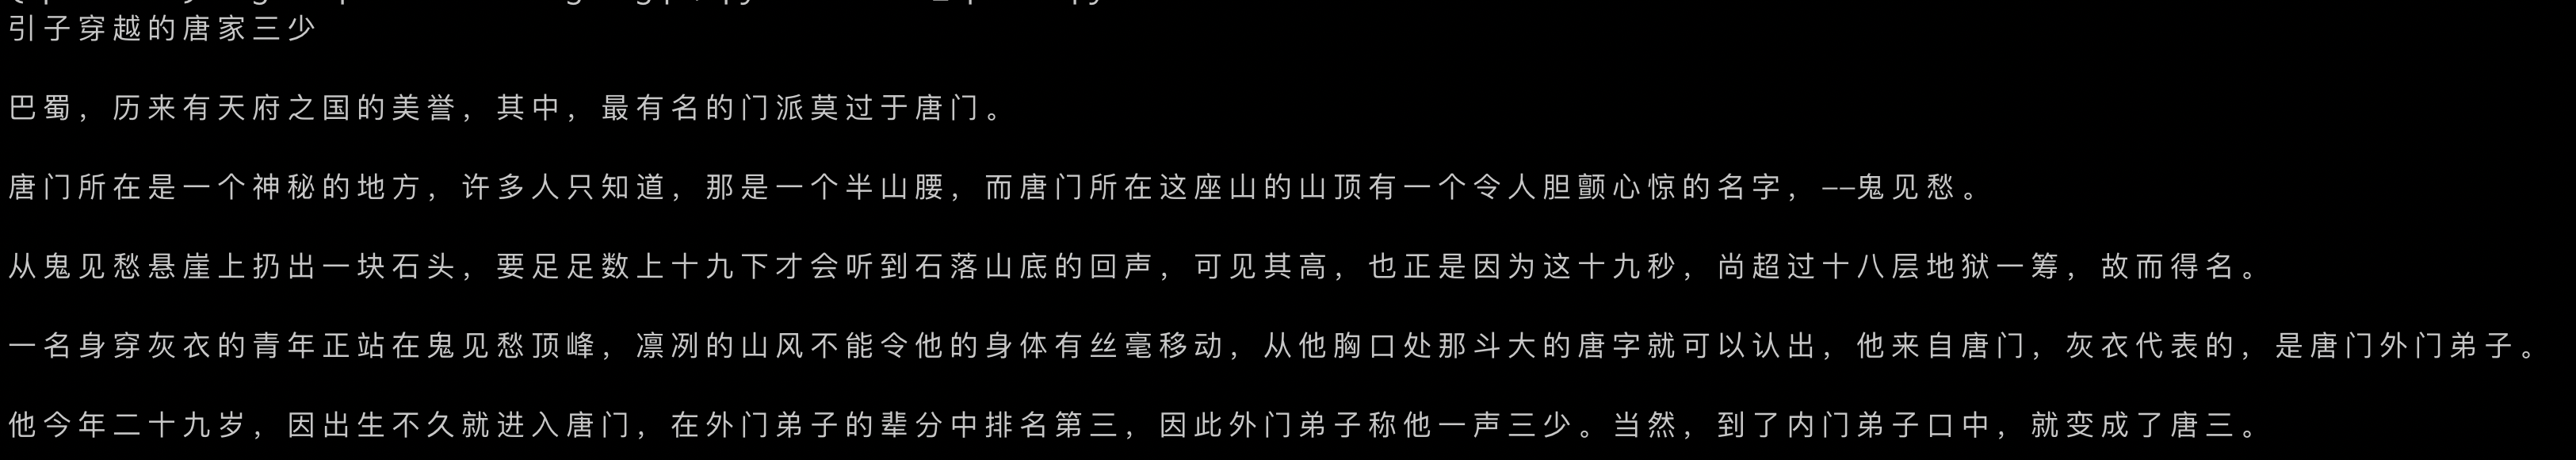 引子穿越的唐家三少
巴蜀，历来有天府之国的美誉，其中，最有名的门派莫过于唐门。
唐门所在是一个神秘的地方，许多人只知道，那是一个半山腰，而唐门所在这座山的山顶有一个令人胆颤心惊的名字，——鬼见愁。
从鬼见愁悬崖上扔出一块石头，要足足数上十九下才会听到石落山底的回声，可见其高，也正是因为这十九秒，尚超过十八层地狱一筹，故而得名。
一名身穿灰衣的青年正站在鬼见愁顶峰，凛冽的山风不能令他的身体有丝毫移动，从他胸口处那斗大的唐字就可以认出，他来自唐门，灰衣代表的，是唐门外门弟子。
他今年二十九岁，因出生不久就进入唐门，在外门弟子的辈分中排名第三，因此外门弟子称他一声三少。当然，到了内门弟子口中，就变成了唐三。